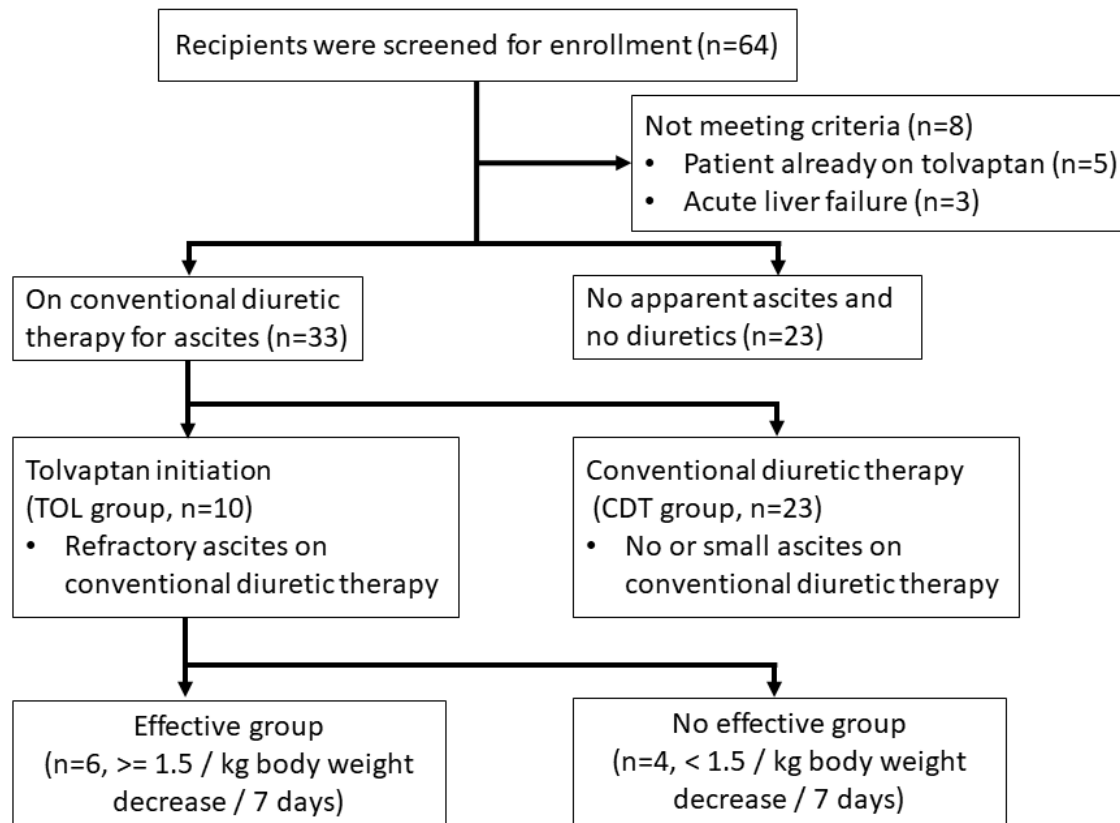 Recipients were screened for enrollment (n=64)
Not meeting criteria (n=8)
• Patient already on tolvaptan (n=5)
• Acute liver failure (n=3)
On conventional diuretic
therapy for ascites (n=33)
No apparent ascites and
no diuretics (n=23)
Tolvaptan initiation
(TOL group, n=10)
• Refractory ascites on
conventional diuretic therapy
Conventional diuretic therapy
(CDT group, n=23)
• No or small ascites on
conventional diuretic therapy
Effective group
(n=6, >= 1.5 / kg body weight
decrease / 7 days)
No effective group
(n=4, < 1.5 / kg body weight
decrease / 7 days)